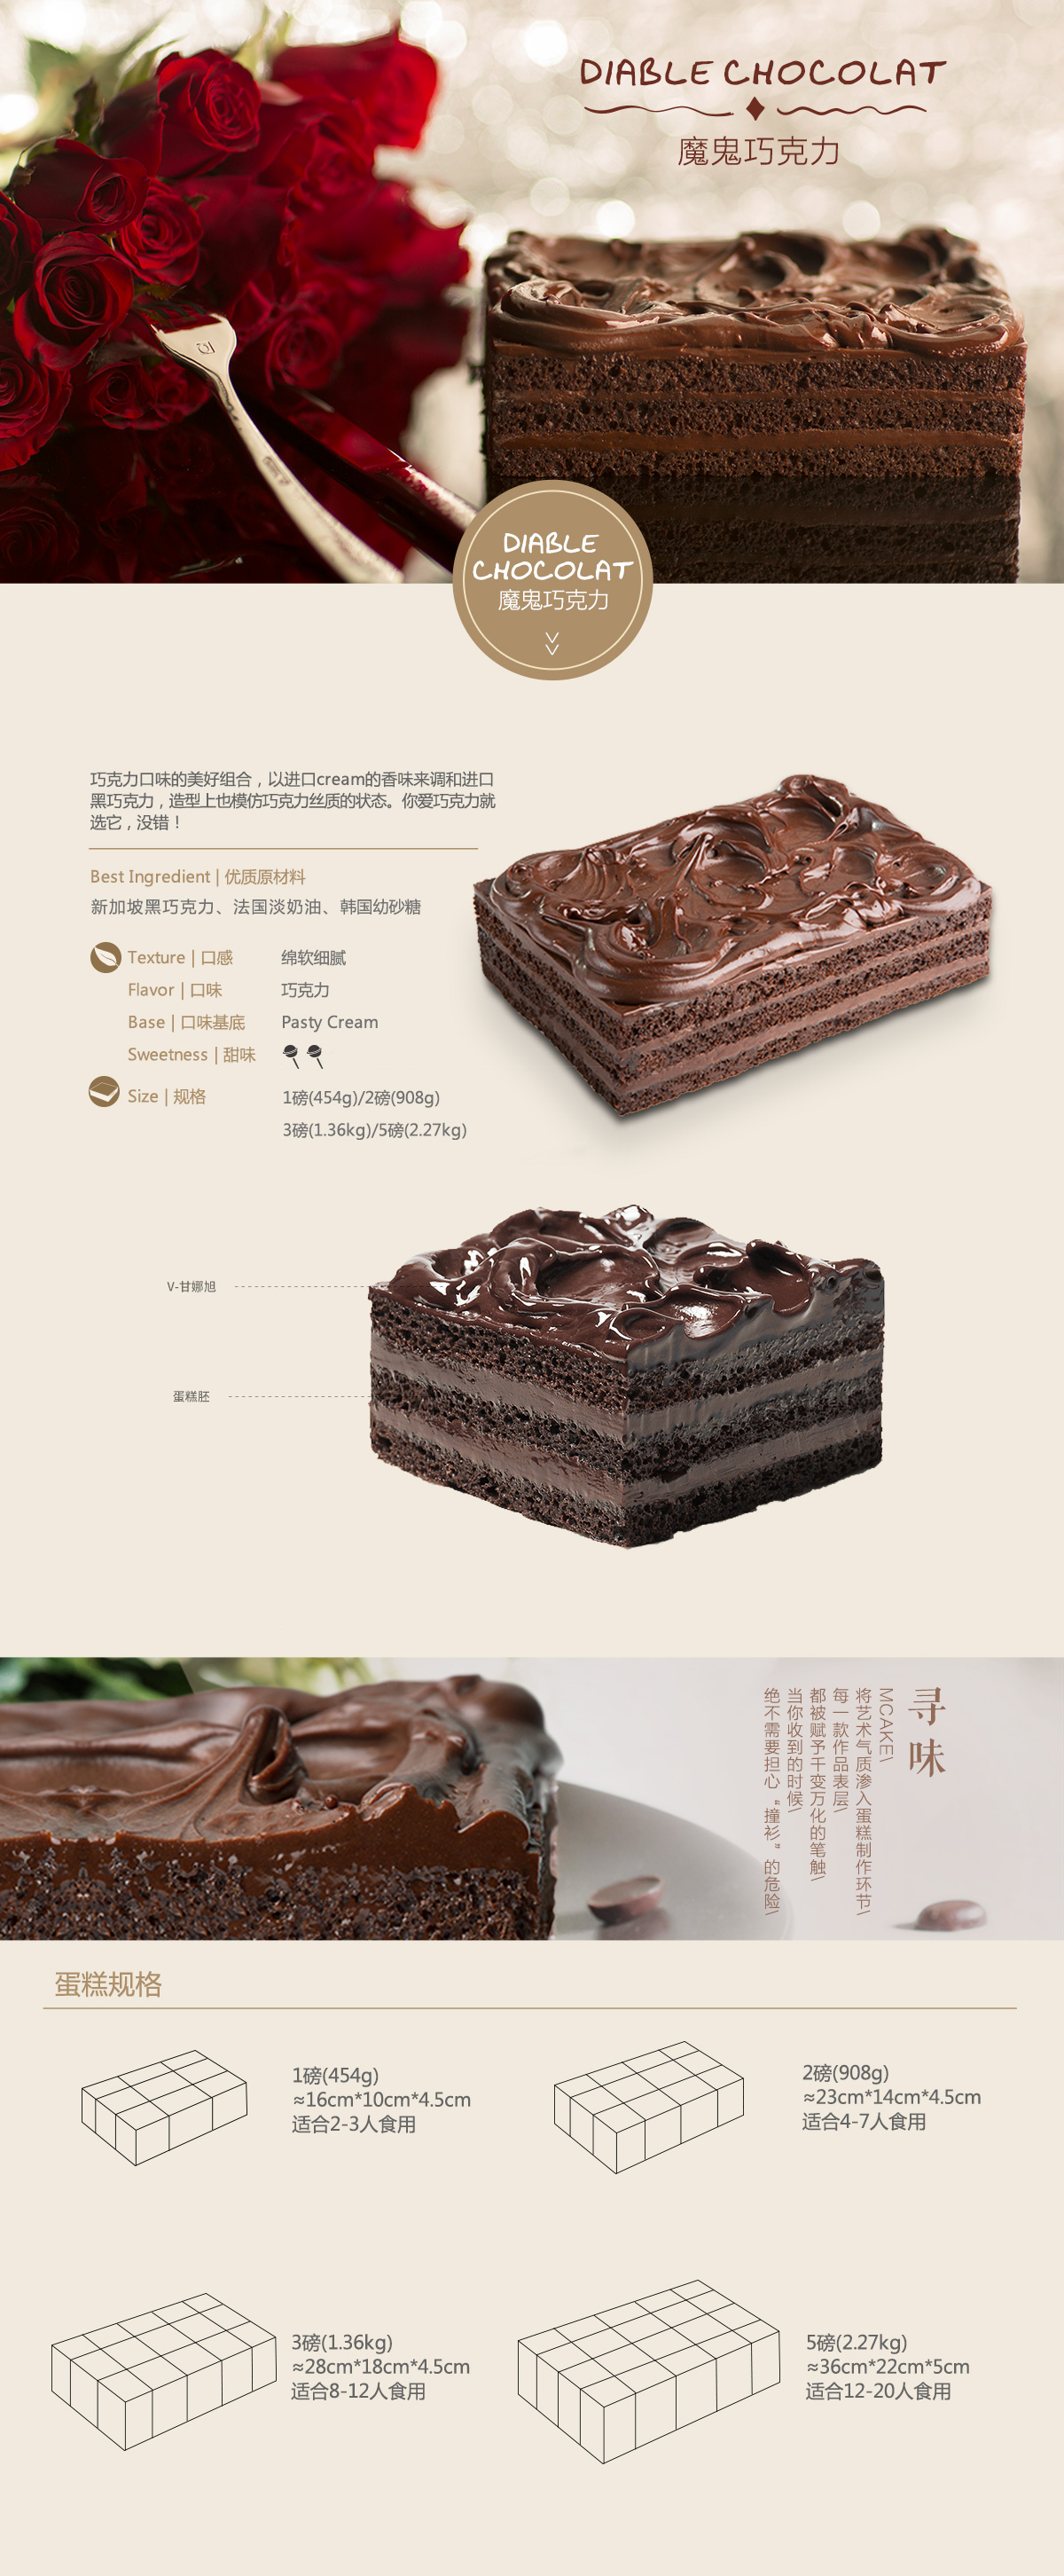 DIABLE CHOCOLAT
魔鬼巧克力
DIABLE
CHOCOLAT
魔鬼巧克力
巧克力口味的美好组合，以进口cream的香味来调和进口
黑巧克力，造型上也模仿巧克力丝质的状态。你爱巧克力就
选它，没错！
Best Ingredient | 优质原材料
新加坡黑巧克力、法国淡奶油、韩国幼砂糖
Texture | 口感 绵软细腻
Flavor | 口味 巧克力
Base | 口味基底 Pasty Cream
Sweetness | 甜味
Size | 规格 1磅(454g)/2磅(908g)
3磅(1.36kg)/5磅(2.27kg)
V-甘娜旭
蛋糕胚
寻味
MCAKE\
将艺术气质渗入蛋糕制作环节\
每一款作品表层\
都被赋予千变万化的笔触\
当你收到的时候\
绝不需要担心“撞衫”的危险\
蛋糕规格
1磅(454g)
≈16cm*10cm*4.5cm
适合2-3人食用
2磅(908g)
≈23cm*14cm*4.5cm
适合4-7人食用
3磅(1.36kg)
≈28cm*18cm*4.5cm
适合8-12人食用
5磅(2.27kg)
≈36cm*22cm*5cm
适合12-20人食用